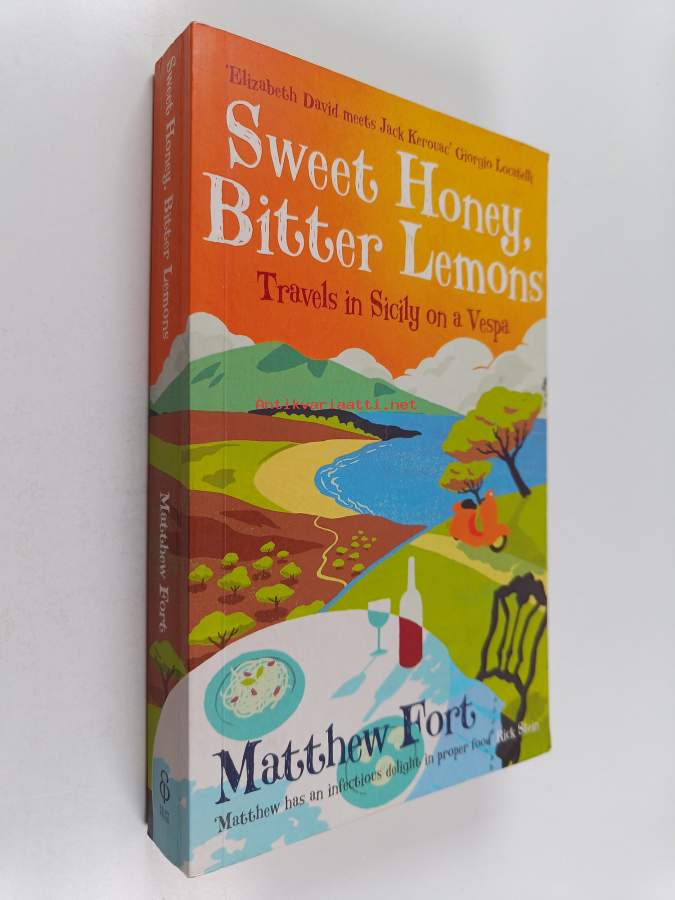 'Elizabeth David meets Jack Kerouac' Giorgio Locatelli
Sweet Honey,
Bitter Lemons
Travels in Sicily on a Vespa
Antikvariaatti.net
Matthew Fort
'Matthew has an infectious delight in proper food' Rick Stein
Sweet Honey, Bitter Lemons
Matthew Fort